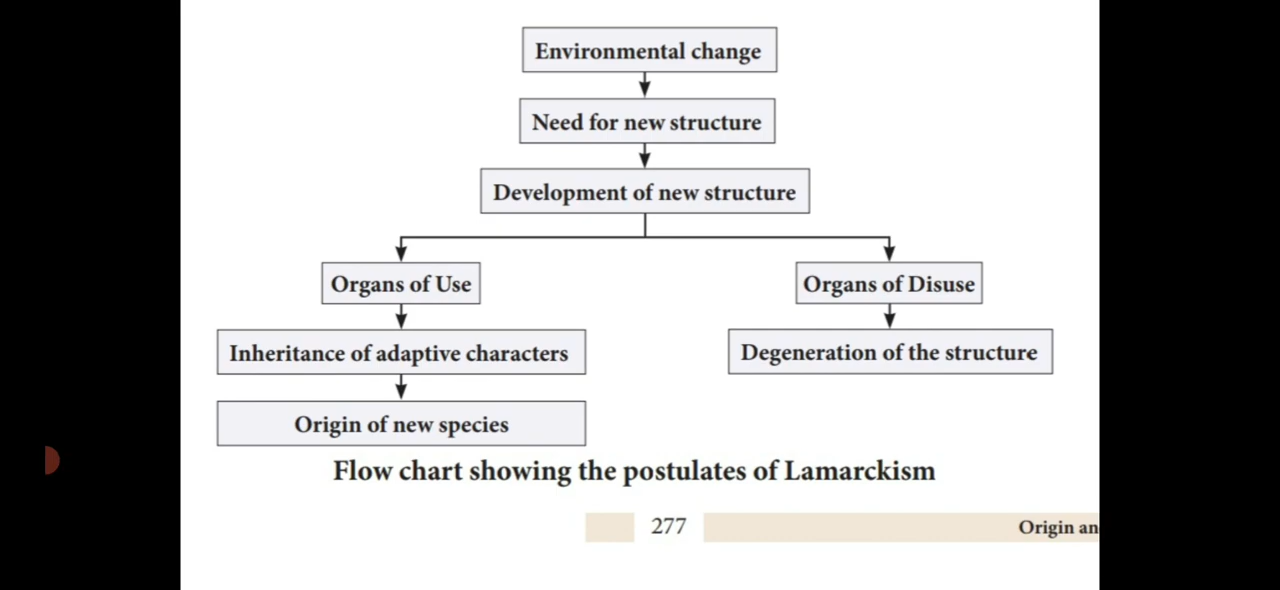 Environmental change
Need for new structure
Development of new structure
Organs of Use
Organs of Disuse
Inheritance of adaptive characters
Degeneration of the structure
Origin of new species
Flow chart showing the postulates of Lamarckism
277
Origin an